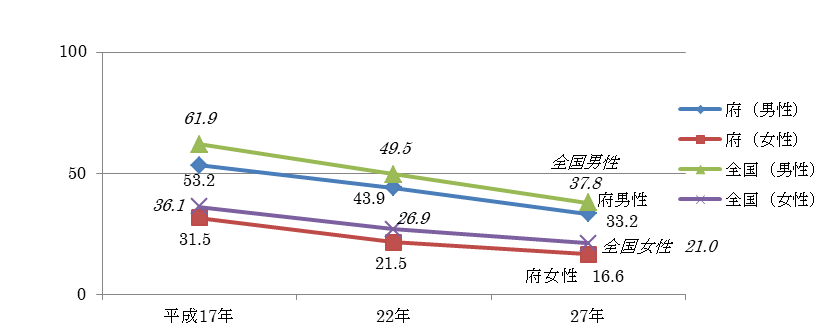 100
50
0
61.9
53.2
36.1
31.5
49.5
43.9
26.9
21.5
全国男性
37.8
府男性
33.2
全国女性 21.0
府女性 16.6
平成17年
22年
27年
府（男性）
府（女性）
全国（男性）
全国（女性）